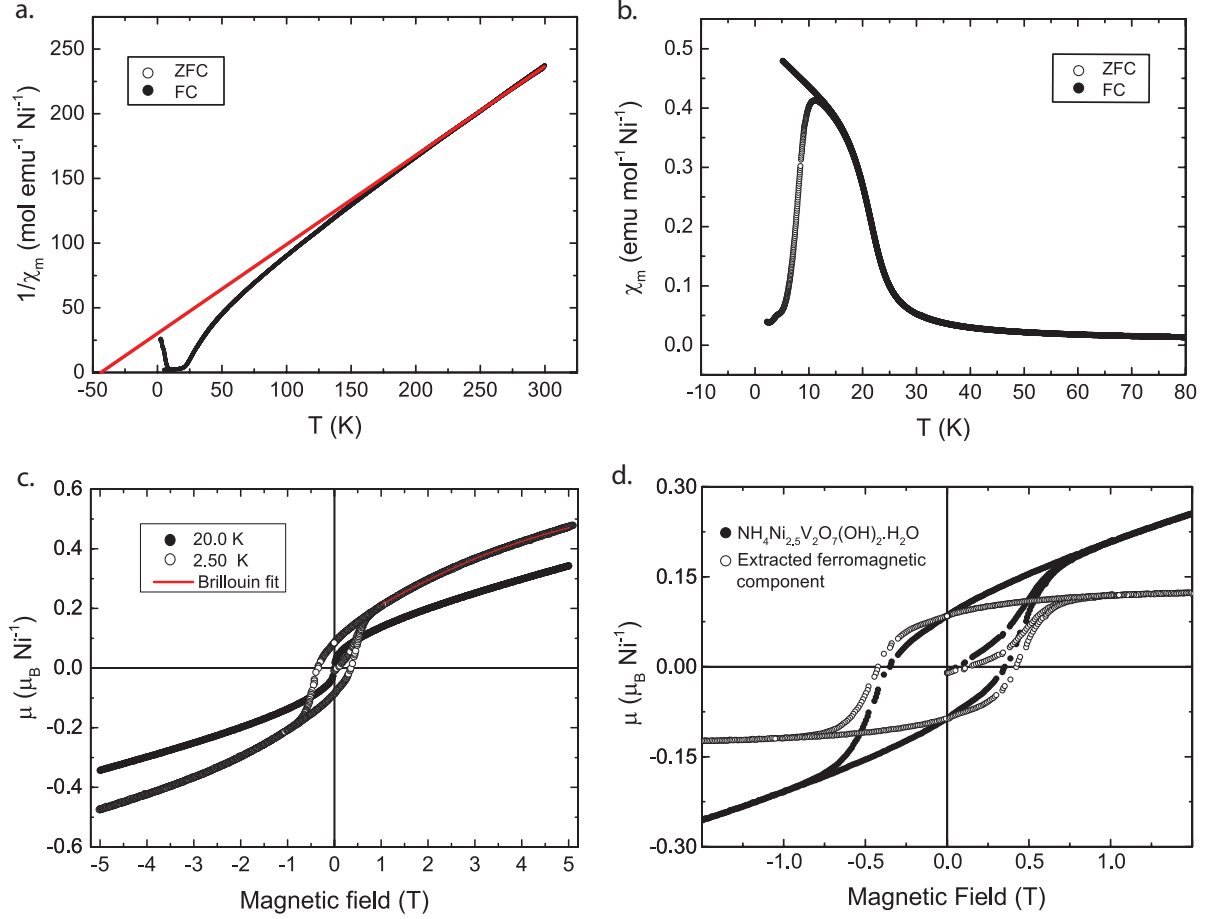 a.
1/χm (mol emu⁻¹ Ni⁻¹)
250
225
200
175
150
125
100
75
50
25
0
ZFC
FC
-50 0 50 100 150 200 250 300
T (K)
b.
χm (emu mol⁻¹ Ni⁻¹)
0.5
0.4
0.3
0.2
0.1
0.0
ZFC
FC
-10 0 10 20 30 40 50 60 70 80
T (K)
c.
μ (μB Ni⁻¹)
0.6
0.4
0.2
0.0
-0.2
-0.4
-0.6
20.0 K
2.50 K
Brillouin fit
-5 -4 -3 -2 -1 0 1 2 3 4 5
Magnetic field (T)
d.
μ (μB Ni⁻¹)
0.30
0.15
0.00
-0.15
-0.30
NH₄Ni₂.₅V₂O₇(OH)₂.H₂O
Extracted ferromagnetic
component
-1.0 -0.5 0.0 0.5 1.0
Magnetic Field (T)